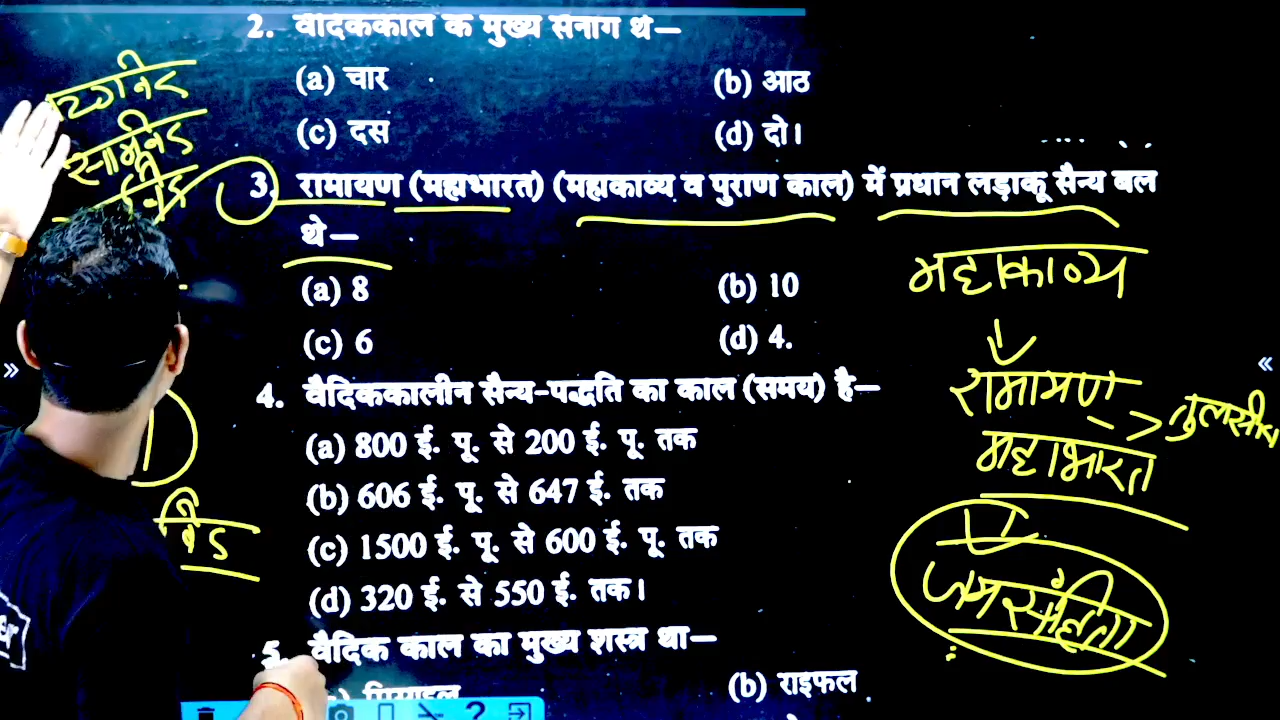 2. वैदिककाल के मुख्य सेनांग थे—
(a) चार
(b) आठ
(c) दस
(d) दो।
3. रामायण (महाभारत) (महाकाव्य व पुराण काल) में प्रधान लड़ाकू सैन्य बल
थे—
(a) 8
(b) 10
(c) 6
(d) 4.
4. वैदिककालीन सैन्य-पद्धति का काल (समय) है—
(a) 800 ई. पू. से 200 ई. पू. तक
(b) 606 ई. पू. से 647 ई. तक
(c) 1500 ई. पू. से 600 ई. पू. तक
(d) 320 ई. से 550 ई. तक।
5. वैदिक काल का मुख्य शस्त्र था—
(b) राइफल
महाकाव्य
रामायण
महाभारत
जयसंहिता